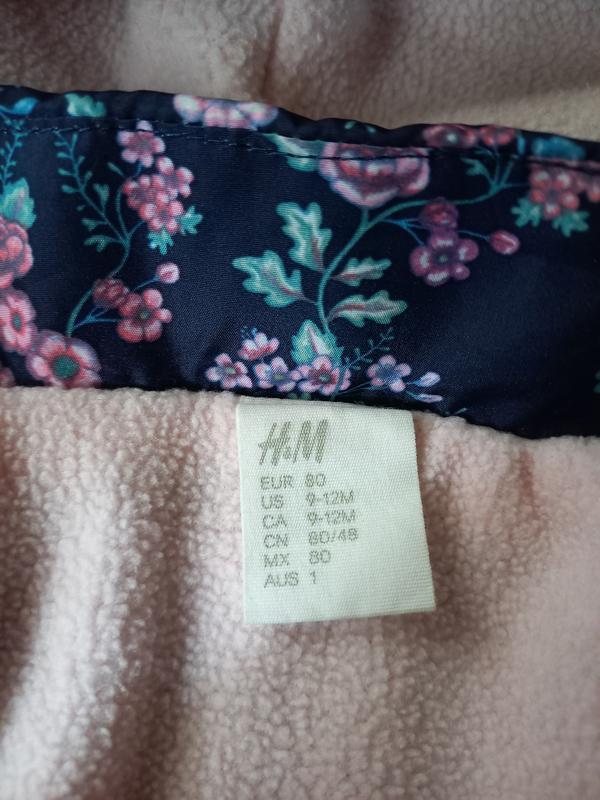 H&M
EUR 80
US 9-12M
CA 9-12M
CN 80/48
MX 80
AUS 1